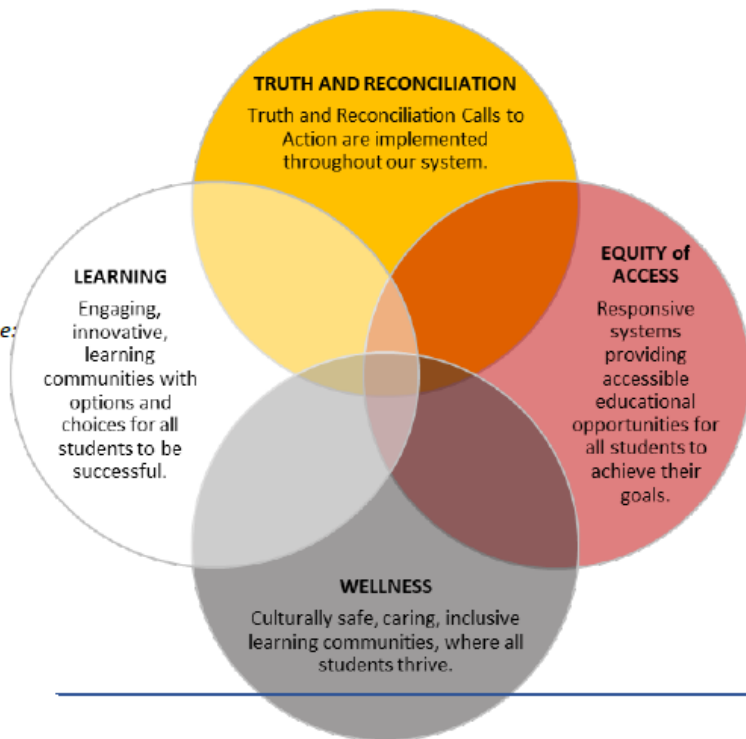 TRUTH AND RECONCILIATION
Truth and Reconciliation Calls to
Action are implemented
throughout our system.
LEARNING
Engaging,
innovative,
learning
communities with
options and
choices for all
students to be
successful.
e:
EQUITY of
ACCESS
Responsive
systems
providing
accessible
educational
opportunities for
all students to
achieve their
goals.
WELLNESS
Culturally safe, caring, inclusive
learning communities, where all
students thrive.